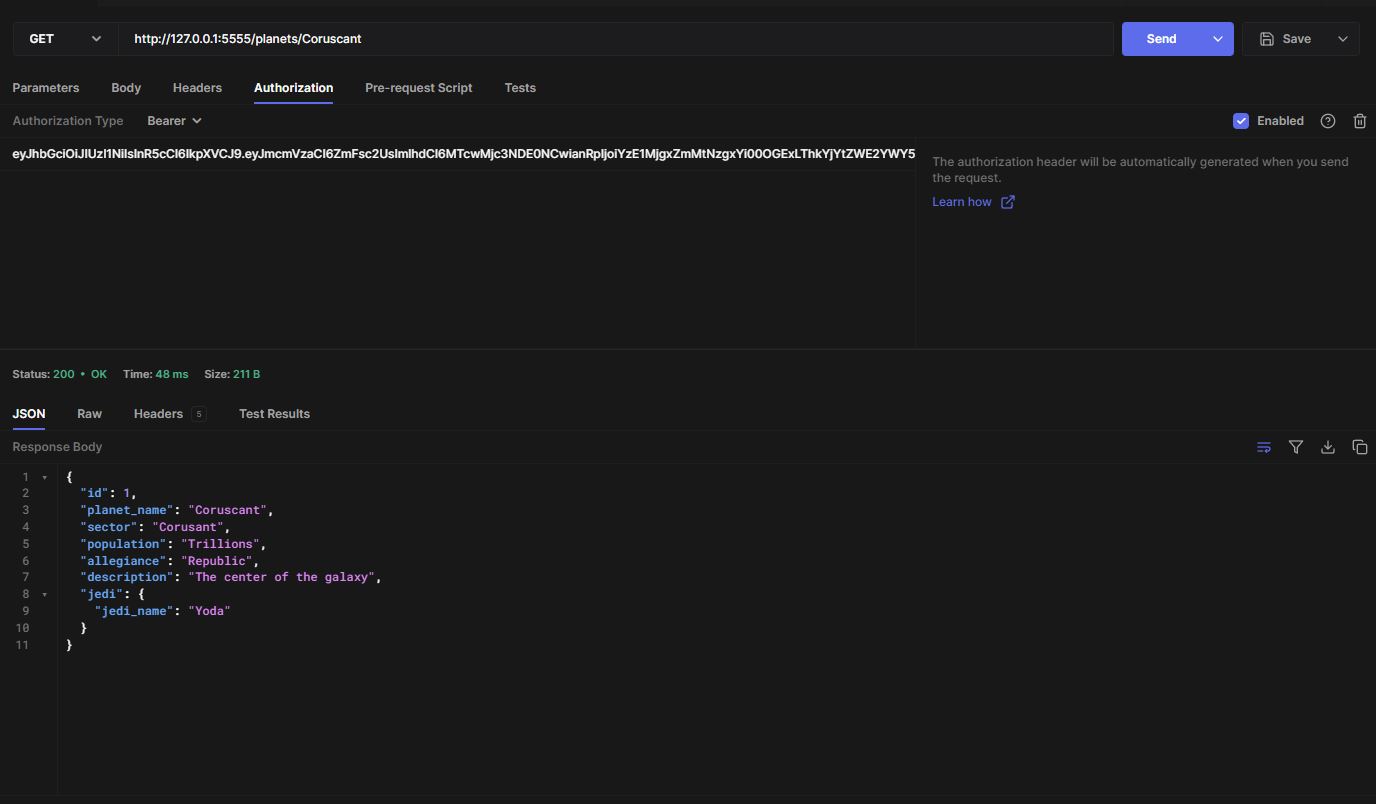 GET http://127.0.0.1:5555/planets/Coruscant Send Save
Parameters Body Headers Authorization Pre-request Script Tests
Authorization Type Bearer Enabled
eyJhbGciOiJIUzI1NiIsInR5cCI6IkpXVCJ9.eyJmcmVzaCI6ZmFsc2UsImlhdCI6MTcwMjc3NDE0NCwianRpIjoiYzE1MjgxZmMtNzgxYi00OGExLThkYjYtZWE2YWY5
The authorization header will be automatically generated when you send
the request.
Learn how
Status: 200 • OK Time: 48 ms Size: 211 B
JSON Raw Headers 5 Test Results
Response Body
1 {
2 "id": 1,
3 "planet_name": "Coruscant",
4 "sector": "Corusant",
5 "population": "Trillions",
6 "allegiance": "Republic",
7 "description": "The center of the galaxy",
8 "jedi": {
9 "jedi_name": "Yoda"
10 }
11 }